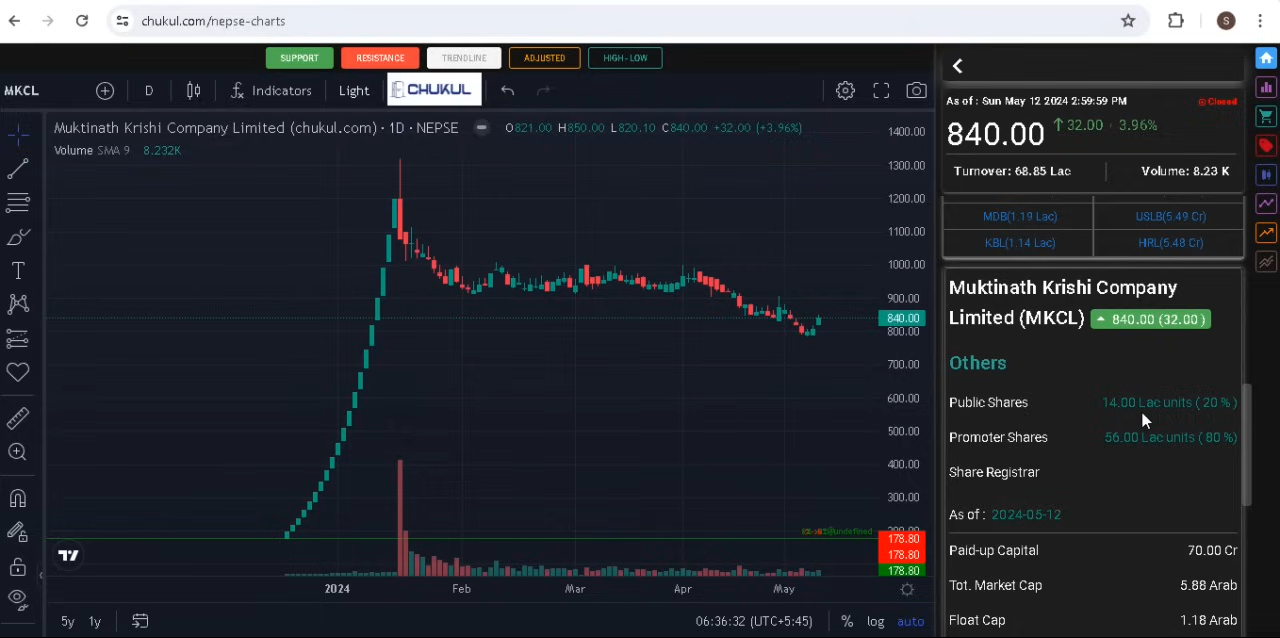 chukul.com/nepse-charts
S
SUPPORT RESISTANCE TRENDLINE ADJUSTED HIGH-LOW
MKCL D Indicators Light CHUKUL
Muktinath Krishi Company Limited (chukul.com) · 1D · NEPSE O821.00 H850.00 L820.10 C840.00 +32.00 (+3.96%)
Volume SMA 9 8.232K
1400.00
1300.00
1200.00
1100.00
1000.00
900.00
840.00
800.00
700.00
600.00
500.00
400.00
300.00
200.00
178.80
178.80
178.80
2024 Feb Mar Apr May
5y 1y 06:36:32 (UTC+5:45) % log auto
As of : Sun May 12 2024 2:59:59 PM Closed
840.00 32.00 3.96%
Turnover: 68.85 Lac Volume: 8.23 K
MDB(1.19 Lac) USLB(5.49 Cr)
KBL(1.14 Lac) HRL(5.48 Cr)
Muktinath Krishi Company
Limited (MKCL) 840.00 (32.00 )
Others
Public Shares 14.00 Lac units ( 20 % )
Promoter Shares 56.00 Lac units ( 80 %)
Share Registrar
As of : 2024-05-12
Paid-up Capital 70.00 Cr
Tot. Market Cap 5.88 Arab
Float Cap 1.18 Arab